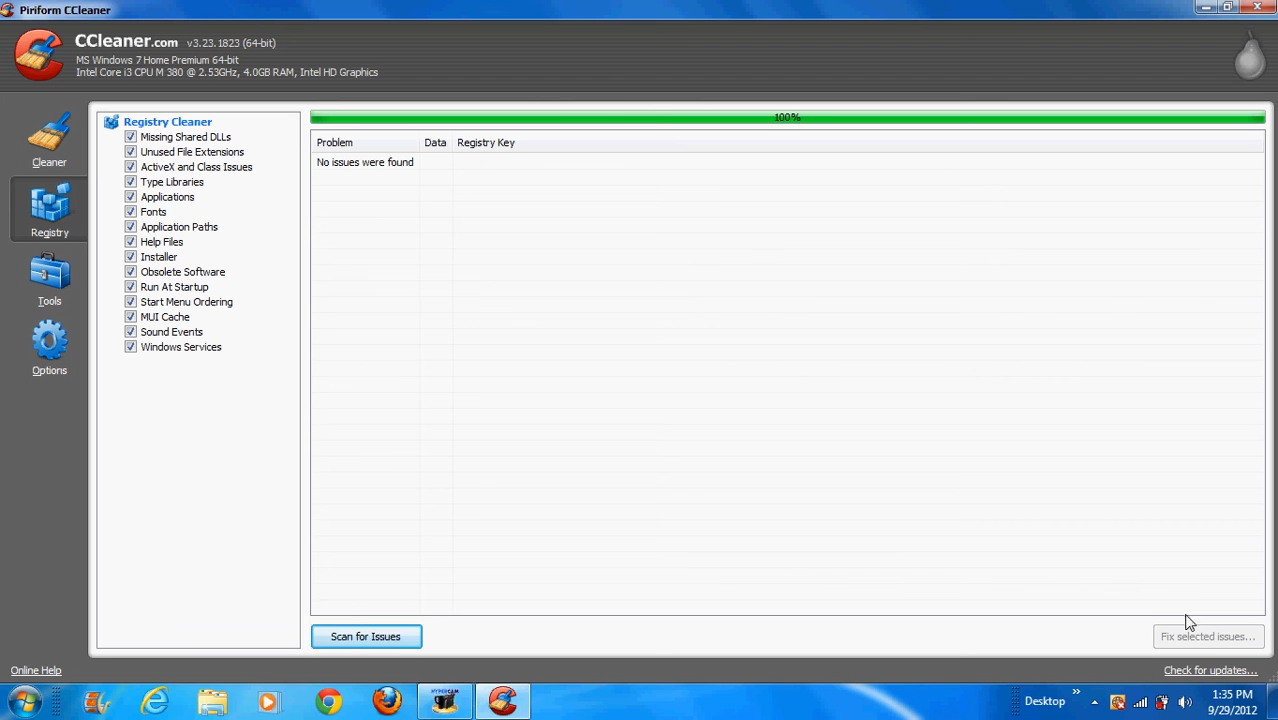 Piriform CCleaner
CCleaner.com v3.23.1823 (64-bit)
MS Windows 7 Home Premium 64-bit
Intel Core i3 CPU M 380 @ 2.53GHz, 4.0GB RAM, Intel HD Graphics
Cleaner
Registry
Tools
Options
Registry Cleaner
Missing Shared DLLs
Unused File Extensions
ActiveX and Class Issues
Type Libraries
Applications
Fonts
Application Paths
Help Files
Installer
Obsolete Software
Run At Startup
Start Menu Ordering
MUI Cache
Sound Events
Windows Services
100%
Problem Data Registry Key
No issues were found
Scan for Issues
Fix selected issues...
Online Help
Check for updates...
HYPERCAM
Desktop
1:35 PM
9/29/2012